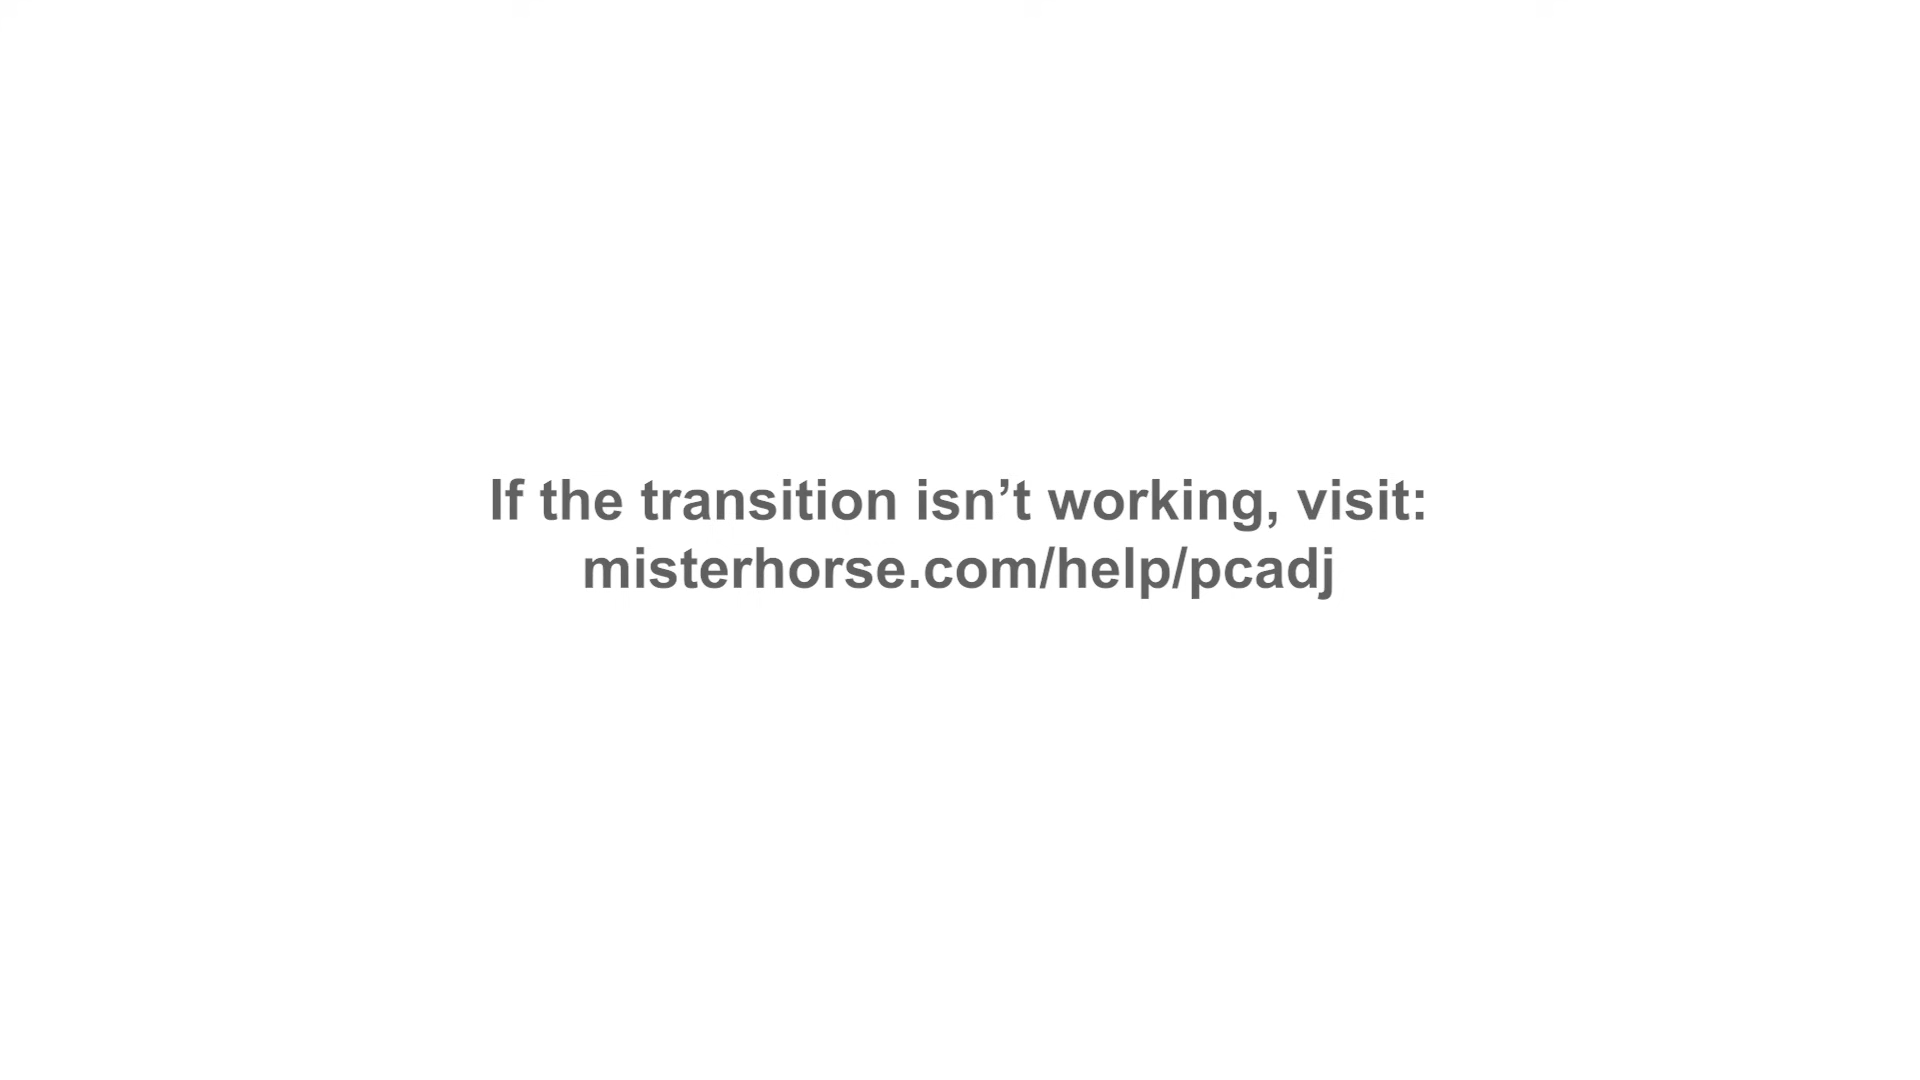 If the transition isn’t working, visit:
misterhorse.com/help/pcadj